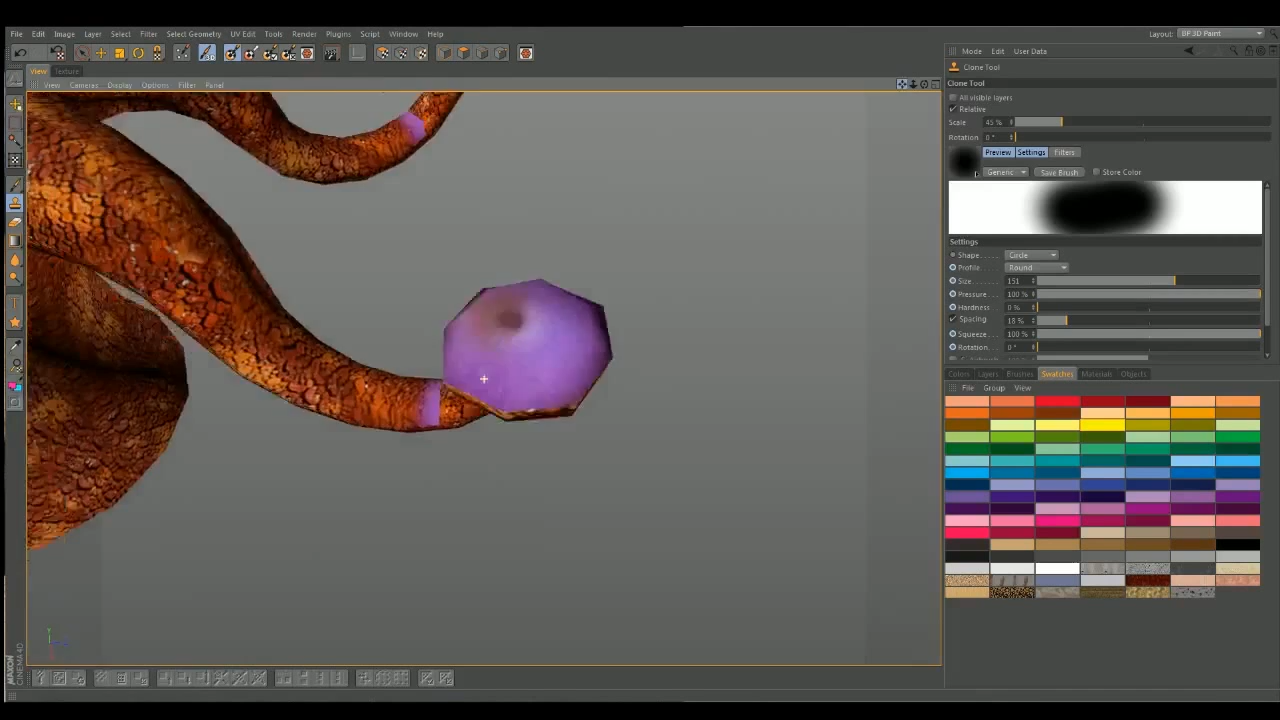 File Edit Image Layer Select Filter Select Geometry UV Edit Tools Render Plugins Script Window Help Layout: BP 3D Paint
Mode Edit User Data
Clone Tool
View Texture
View Cameras Display Options Filter Panel
Clone Tool
All visible layers
Relative
Scale 45 %
Rotation 0 °
Preview Settings Filters
Generic Save Brush Store Color
Settings
Shape Circle
Profile Round
Size 151
Pressure 100 %
Hardness 0 %
Spacing 18 %
Squeeze 100 %
Rotation 0 °
Colors Layers Brushes Swatches Materials Objects
File Group View
MAXON
CINEMA 4D